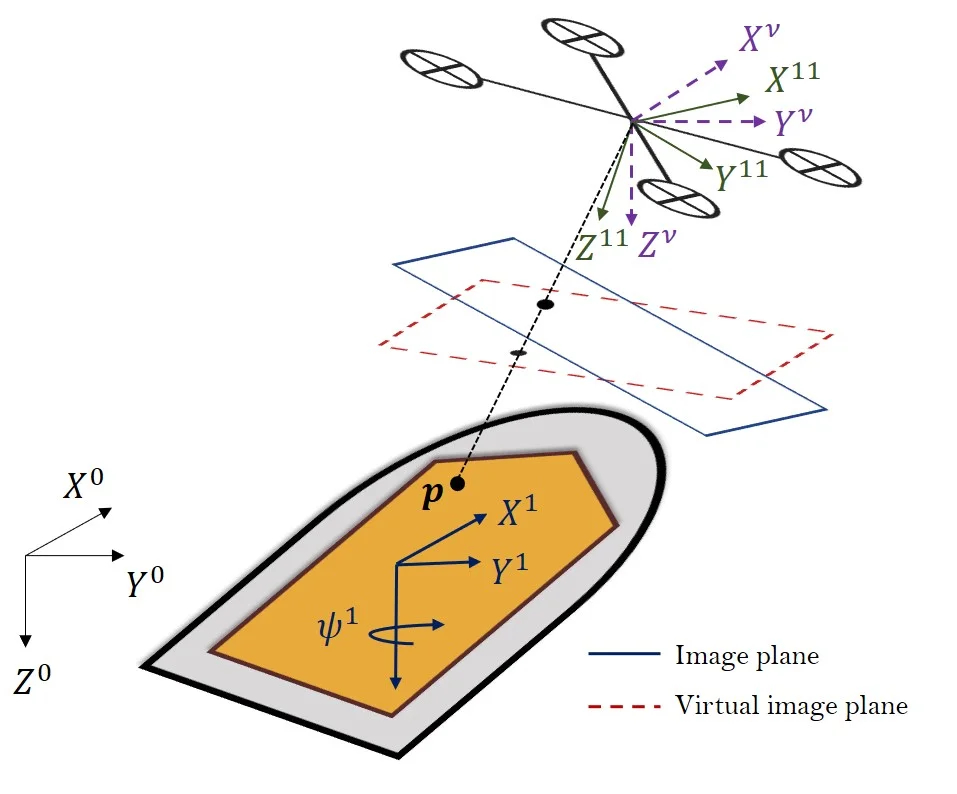 X^ν
X^11
Y^ν
Y^11
Z^11 Z^ν
p
X^0
X^1
Y^0
Y^1
ψ^1
Z^0
Image plane
Virtual image plane